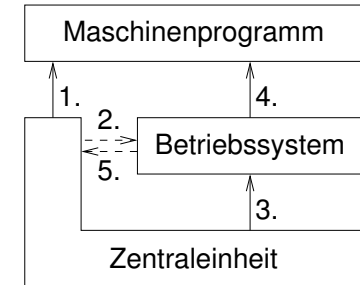 Maschinenprogramm
1.
4.
2.
Betriebssystem
5.
3.
Zentraleinheit